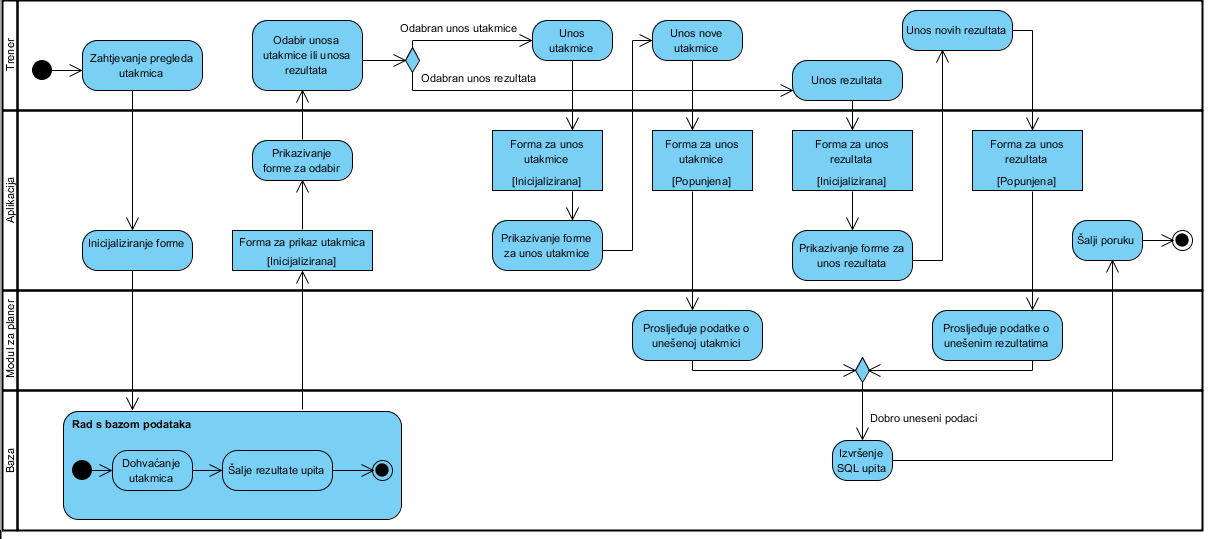 Trener
Zahtjevanje pregleda
utakmica
Odabir unosa
utakmice ili unosa
rezultata
Odabran unos utakmice
Odabran unos rezultata
Unos
utakmice
Unos nove
utakmice
Unos rezultata
Unos novih rezultata
Aplikacija
Inicijaliziranje forme
Prikazivanje
forme za odabir
Forma za prikaz utakmica
[Inicijalizirana]
Forma za unos
utakmice
[Inicijalizirana]
Prikazivanje forme
za unos utakmice
Forma za unos
utakmice
[Popunjena]
Forma za unos
rezultata
[Inicijalizirana]
Prikazivanje forme za
unos rezultata
Forma za unos
rezultata
[Popunjena]
Šalji poruku
Modul za planer
Prosljeđuje podatke o
unešenoj utakmici
Prosljeđuje podatke o
unešenim rezultatima
Baza
Rad s bazom podataka
Dohvaćanje
utakmica
Šalje rezultate upita
Dobro uneseni podaci
Izvršenje
SQL upita